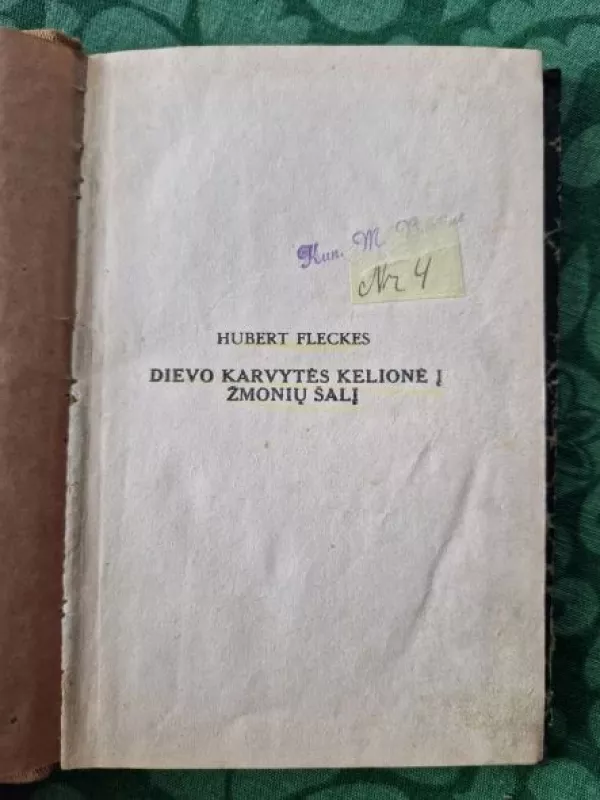 Kun. M.
Nr 4
HUBERT FLECKES
DIEVO KARVYTĖS KELIONĖ Į
ŽMONIŲ ŠALĮ